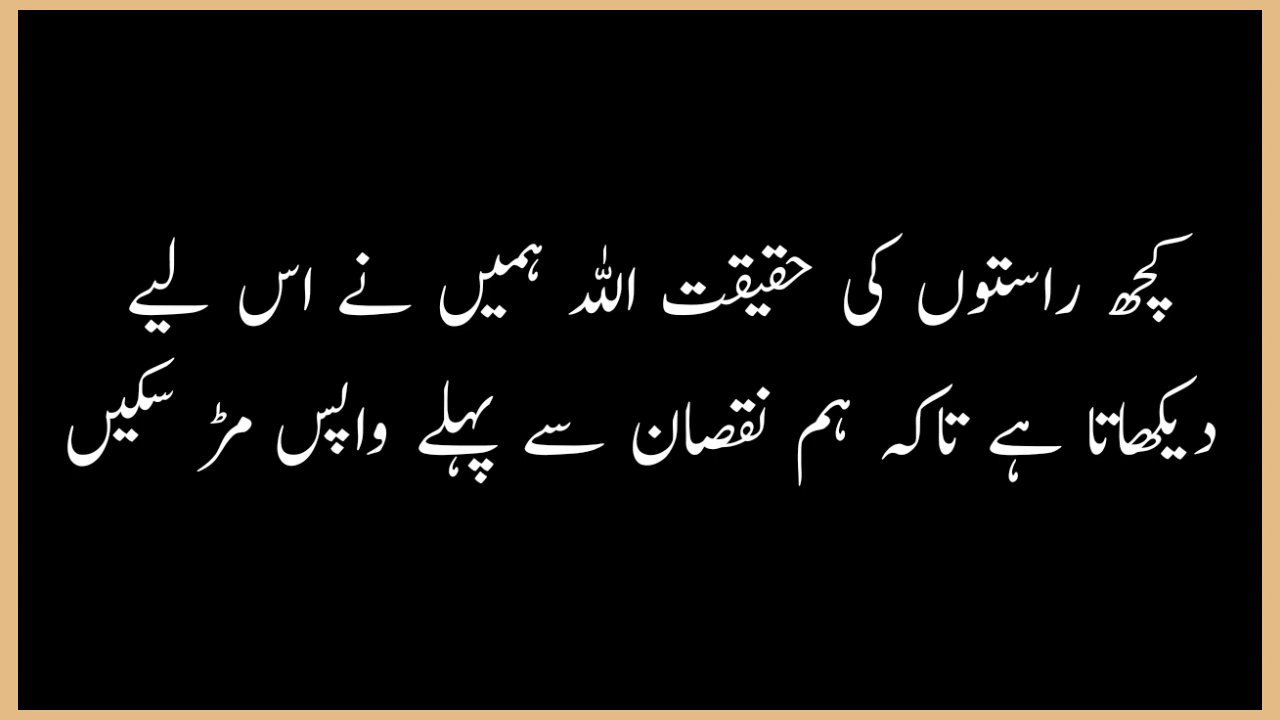 کچھ راستوں کی حقیقت اللہ ہمیں نے اس لیے
دیکھاتا ہے تاکہ ہم نقصان سے پہلے واپس مڑ سکیں